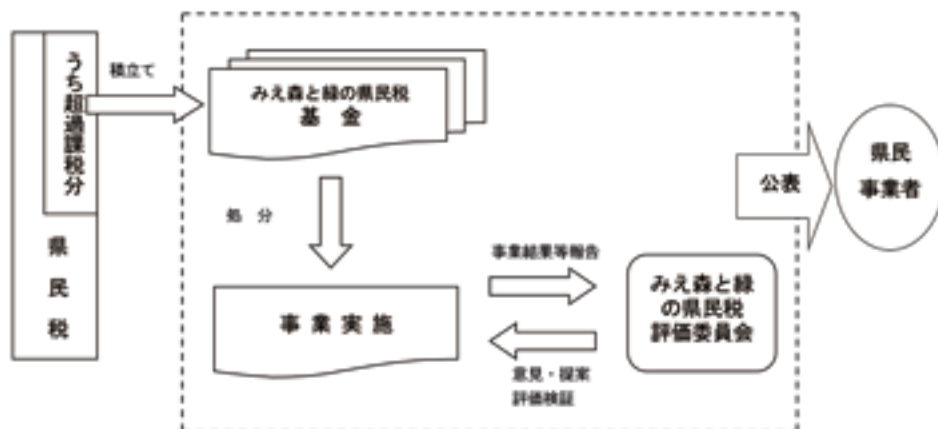 うち超過課税分
県民税
積立て
みえ森と緑の県民税
基　金
処　分
事業実施
事業結果等報告
意見・提案
評価検証
みえ森と緑
の県民税
評価委員会
公表
県民
事業者